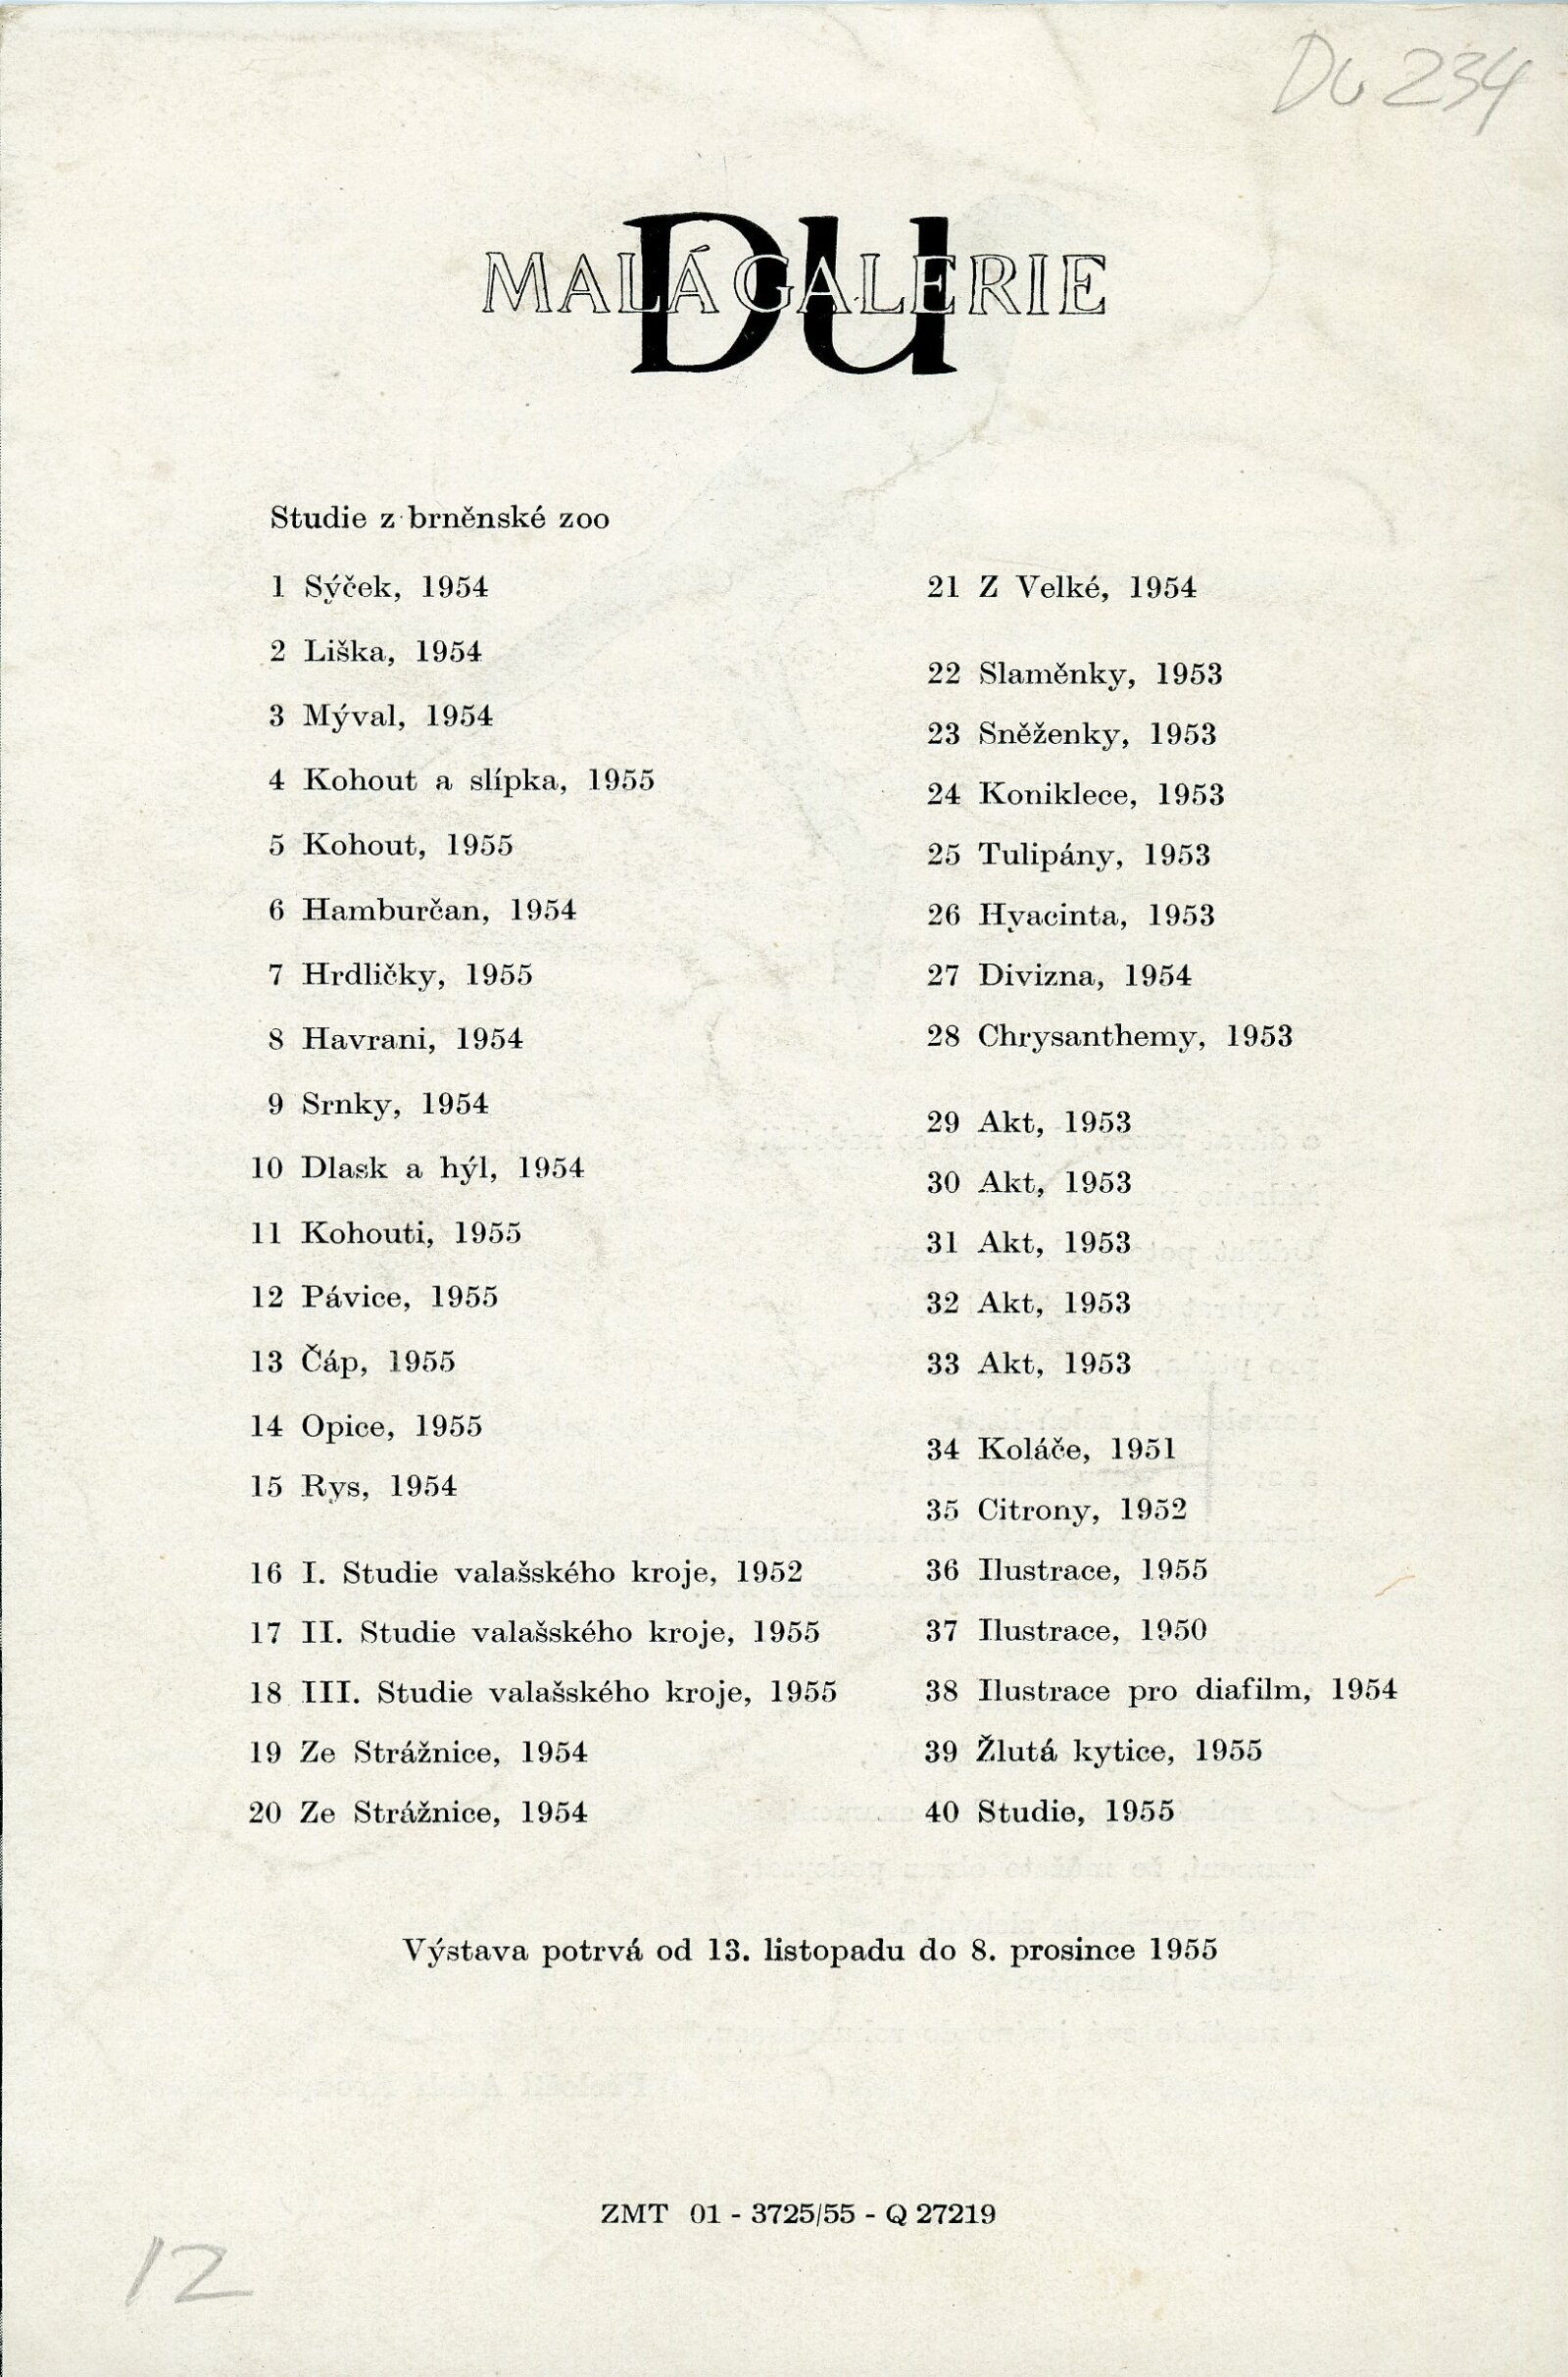 Du 234
DU
MALÁ GALERIE
Studie z brněnské zoo
1 Sýček, 1954
2 Liška, 1954
3 Mýval, 1954
4 Kohout a slípka, 1955
5 Kohout, 1955
6 Hamburčan, 1954
7 Hrdličky, 1955
8 Havrani, 1954
9 Srnky, 1954
10 Dlask a hýl, 1954
11 Kohouti, 1955
12 Pávice, 1955
13 Čáp, 1955
14 Opice, 1955
15 Rys, 1954
16 I. Studie valašského kroje, 1952
17 II. Studie valašského kroje, 1955
18 III. Studie valašského kroje, 1955
19 Ze Strážnice, 1954
20 Ze Strážnice, 1954
21 Z Velké, 1954
22 Slaměnky, 1953
23 Sněženky, 1953
24 Koniklece, 1953
25 Tulipány, 1953
26 Hyacinta, 1953
27 Divizna, 1954
28 Chrysanthemy, 1953
29 Akt, 1953
30 Akt, 1953
31 Akt, 1953
32 Akt, 1953
33 Akt, 1953
34 Koláče, 1951
35 Citrony, 1952
36 Ilustrace, 1955
37 Ilustrace, 1950
38 Ilustrace pro diafilm, 1954
39 Žlutá kytice, 1955
40 Studie, 1955
Výstava potrvá od 13. listopadu do 8. prosince 1955
ZMT 01 - 3725/55 - Q 27219
12